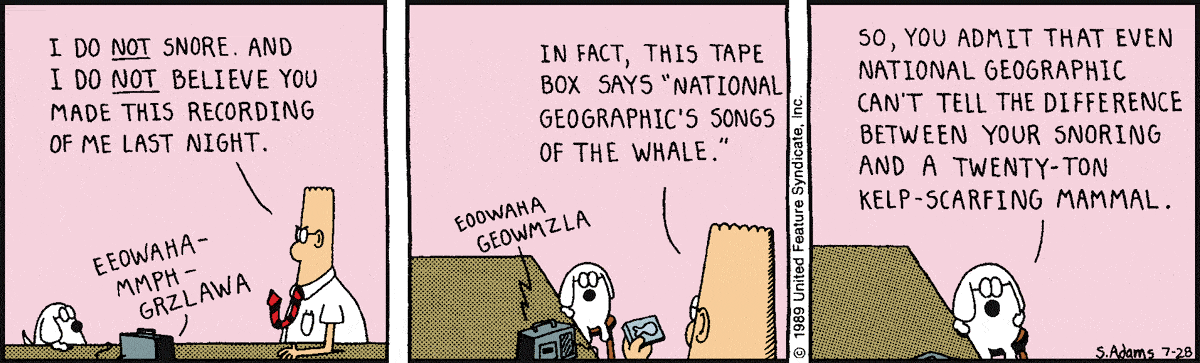 I DO NOT SNORE. AND
I DO NOT BELIEVE YOU
MADE THIS RECORDING
OF ME LAST NIGHT.
EEOWAHA-
MMPH-
GRZLAWA
IN FACT, THIS TAPE
BOX SAYS "NATIONAL
GEOGRAPHIC'S SONGS
OF THE WHALE."
EOOWAHA
GEOWMZLA
© 1989 United Feature Syndicate, Inc.
SO, YOU ADMIT THAT EVEN
NATIONAL GEOGRAPHIC
CAN'T TELL THE DIFFERENCE
BETWEEN YOUR SNORING
AND A TWENTY-TON
KELP-SCARFING MAMMAL.
S.Adams 7-28